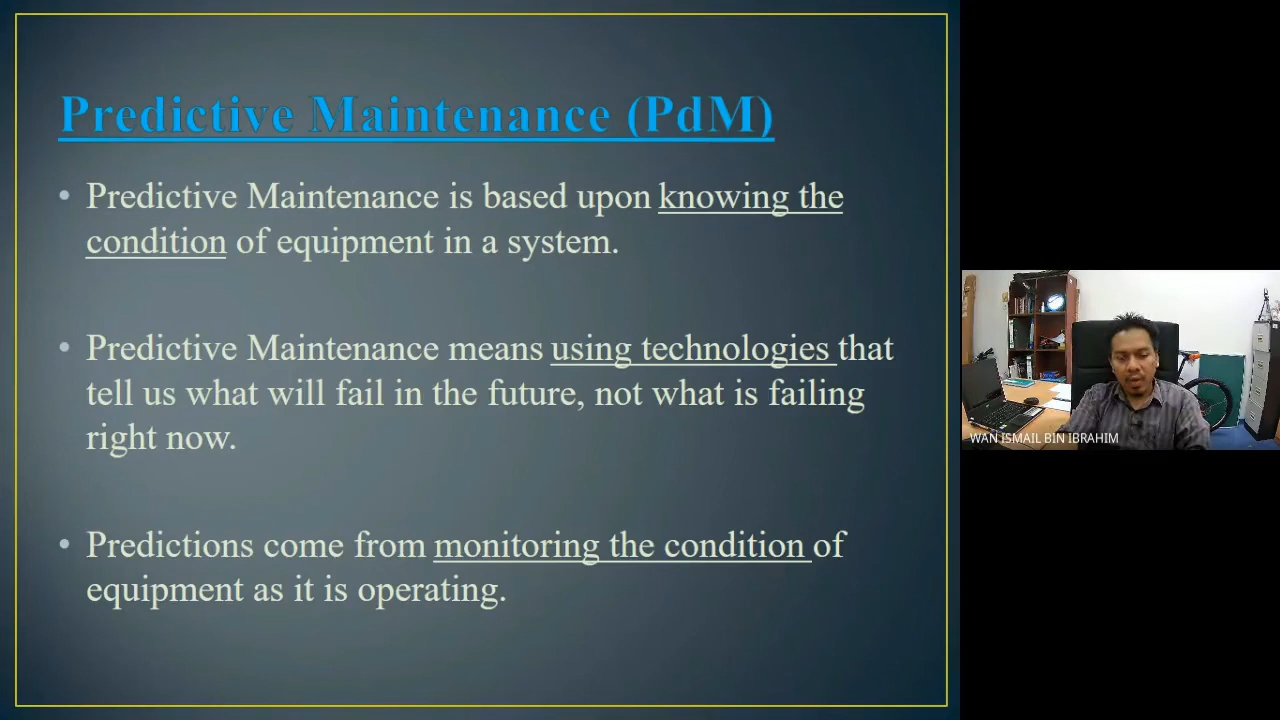 Predictive Maintenance (PdM)
• Predictive Maintenance is based upon knowing the
condition of equipment in a system.
• Predictive Maintenance means using technologies that
tell us what will fail in the future, not what is failing
right now.
• Predictions come from monitoring the condition of
equipment as it is operating.
WAN ISMAIL BIN IBRAHIM